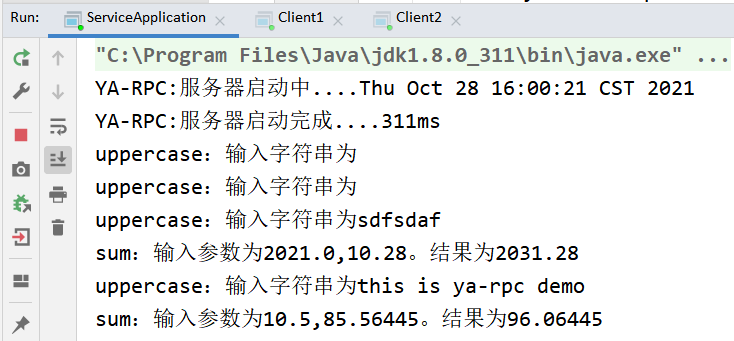 Run: ServiceApplication Client1 Client2
"C:\Program Files\Java\jdk1.8.0_311\bin\java.exe" ...
YA-RPC:服务器启动中....Thu Oct 28 16:00:21 CST 2021
YA-RPC:服务器启动完成....311ms
uppercase：输入字符串为
uppercase：输入字符串为
uppercase：输入字符串为sdfsdaf
sum：输入参数为2021.0,10.28。结果为2031.28
uppercase：输入字符串为this is ya-rpc demo
sum：输入参数为10.5,85.56445。结果为96.06445